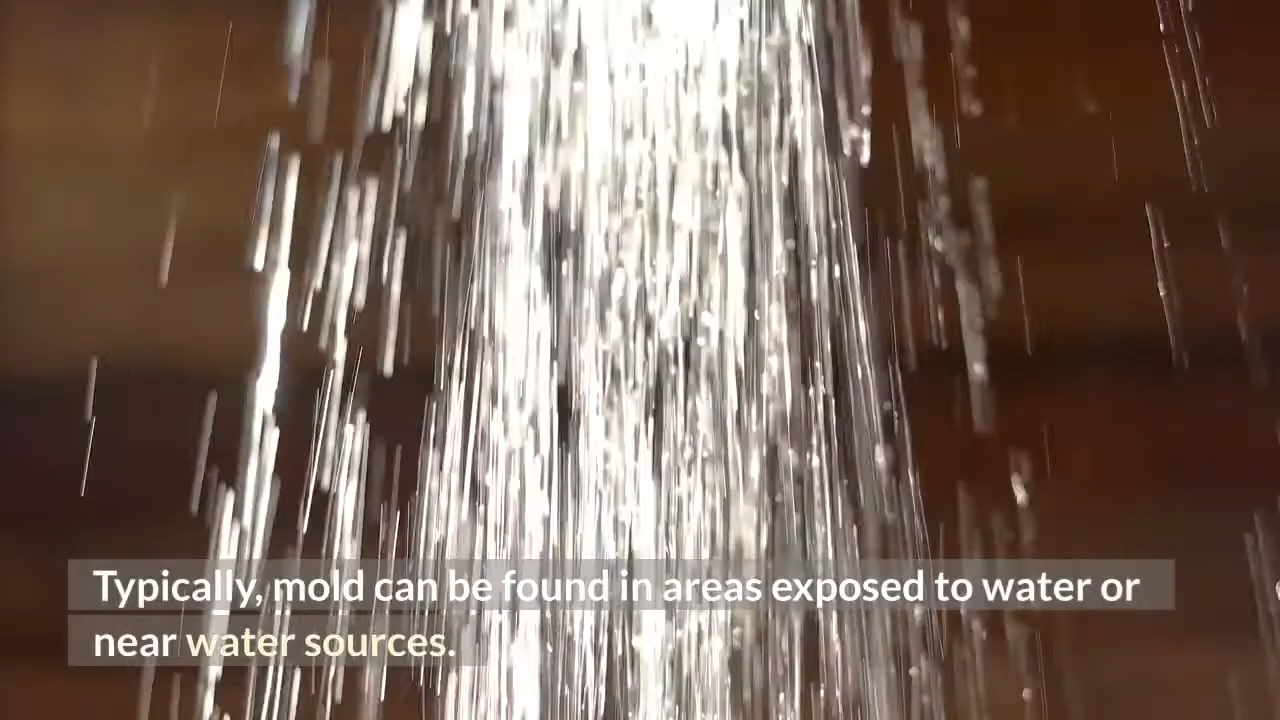 Typically, mold can be found in areas exposed to water or
near water sources.